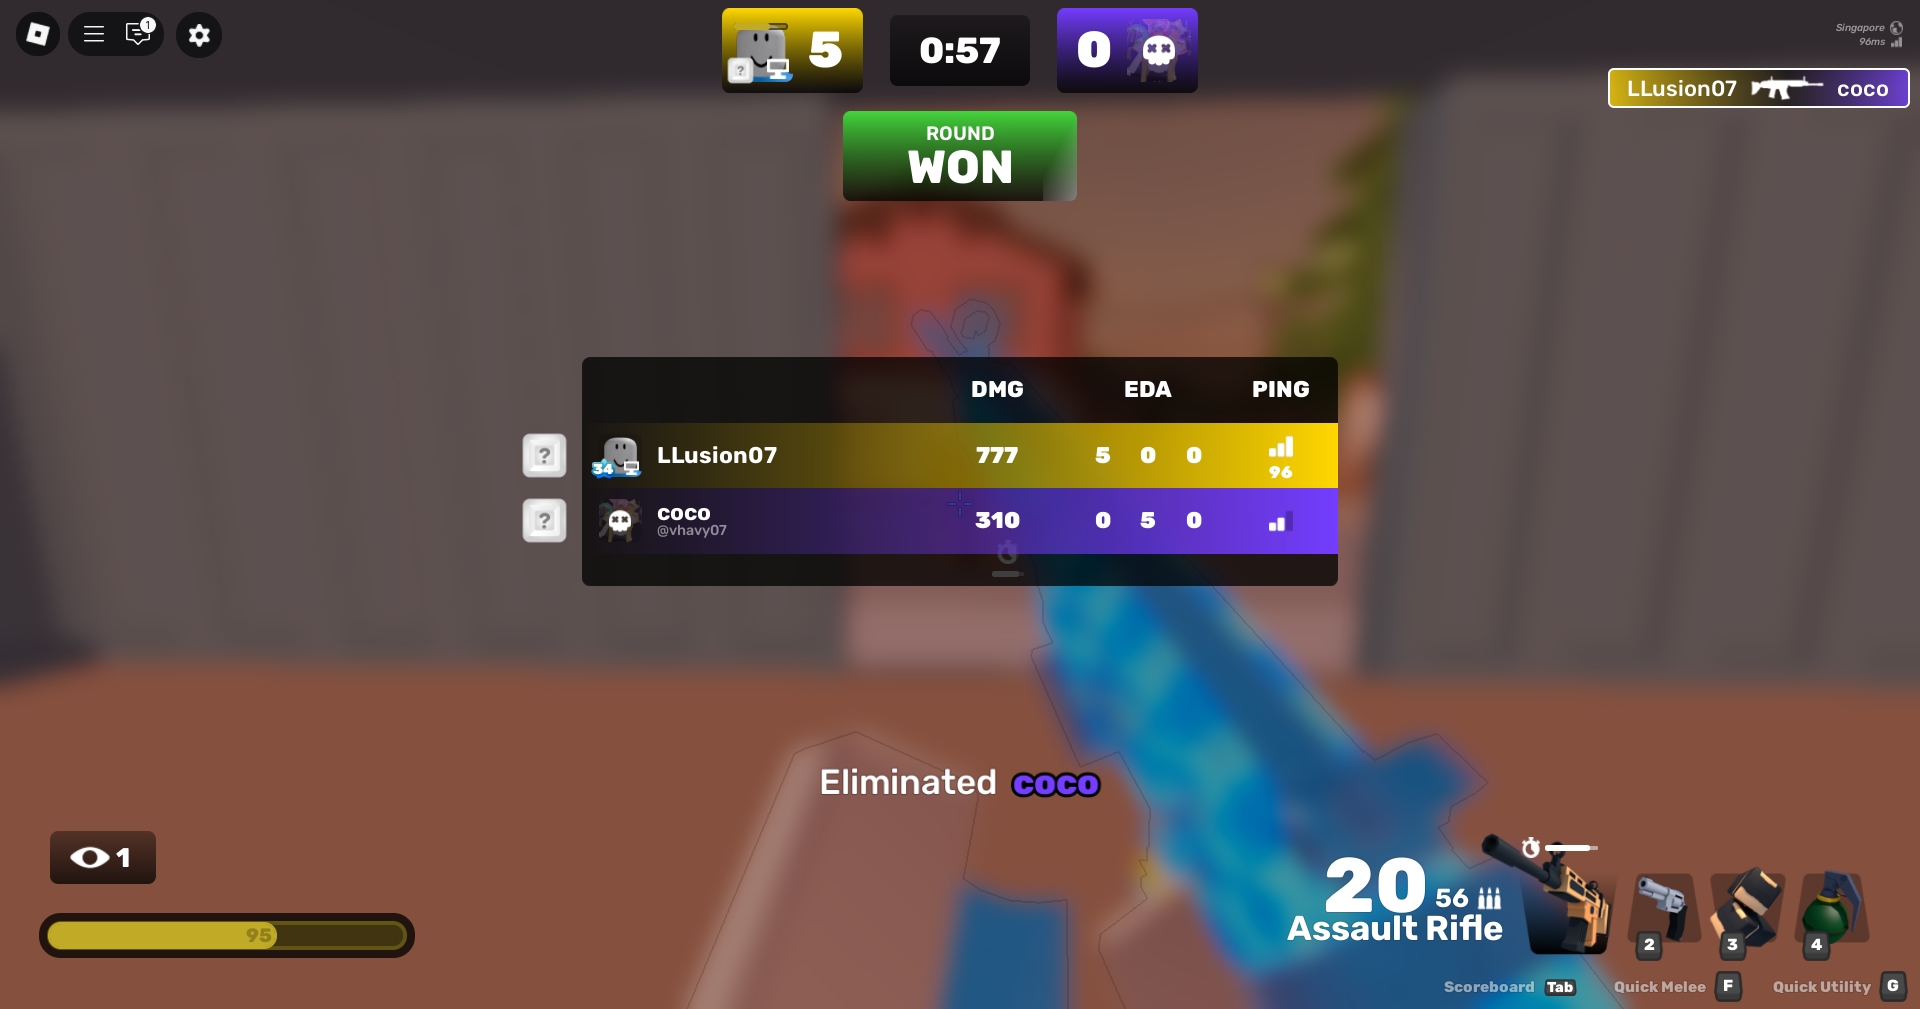 1
5
0:57
0
Singapore
96ms
LLusion07 coco
ROUND
WON
DMG EDA PING
? 34 LLusion07 777 5 0 0 96
? coco 310 0 5 0
@vhavy07
Eliminated coco
1
95
20 56
Assault Rifle
2 3 4
Scoreboard Tab Quick Melee F Quick Utility G